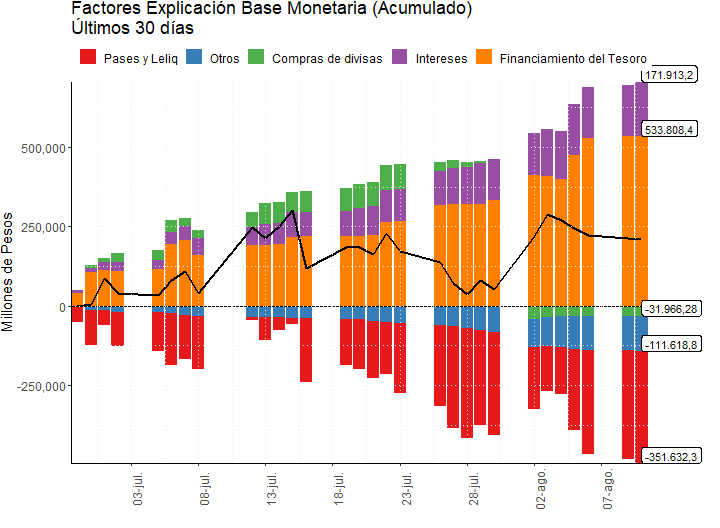 Factores Explicación Base Monetaria (Acumulado)
Últimos 30 días
Pases y Leliq Otros Compras de divisas Intereses Financiamiento del Tesoro
171.913,2
533.808,4
-31.966,28
-111.618,8
-351.632,3
Millones de Pesos
500,000
250,000
0
-250,000
03-jul.
08-jul.
13-jul.
18-jul.
23-jul.
28-jul.
02-ago.
07-ago.